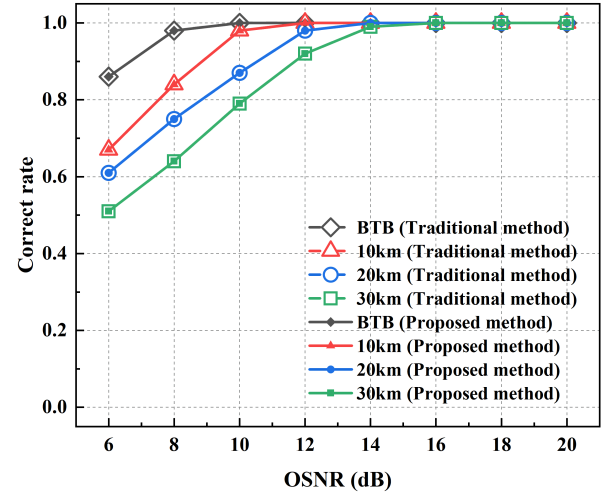 1.0
0.8
0.6
0.4
0.2
0.0
Correct rate
BTB (Traditional method)
10km (Traditional method)
20km (Traditional method)
30km (Traditional method)
BTB (Proposed method)
10km (Proposed method)
20km (Proposed method)
30km (Proposed method)
6 8 10 12 14 16 18 20
OSNR (dB)